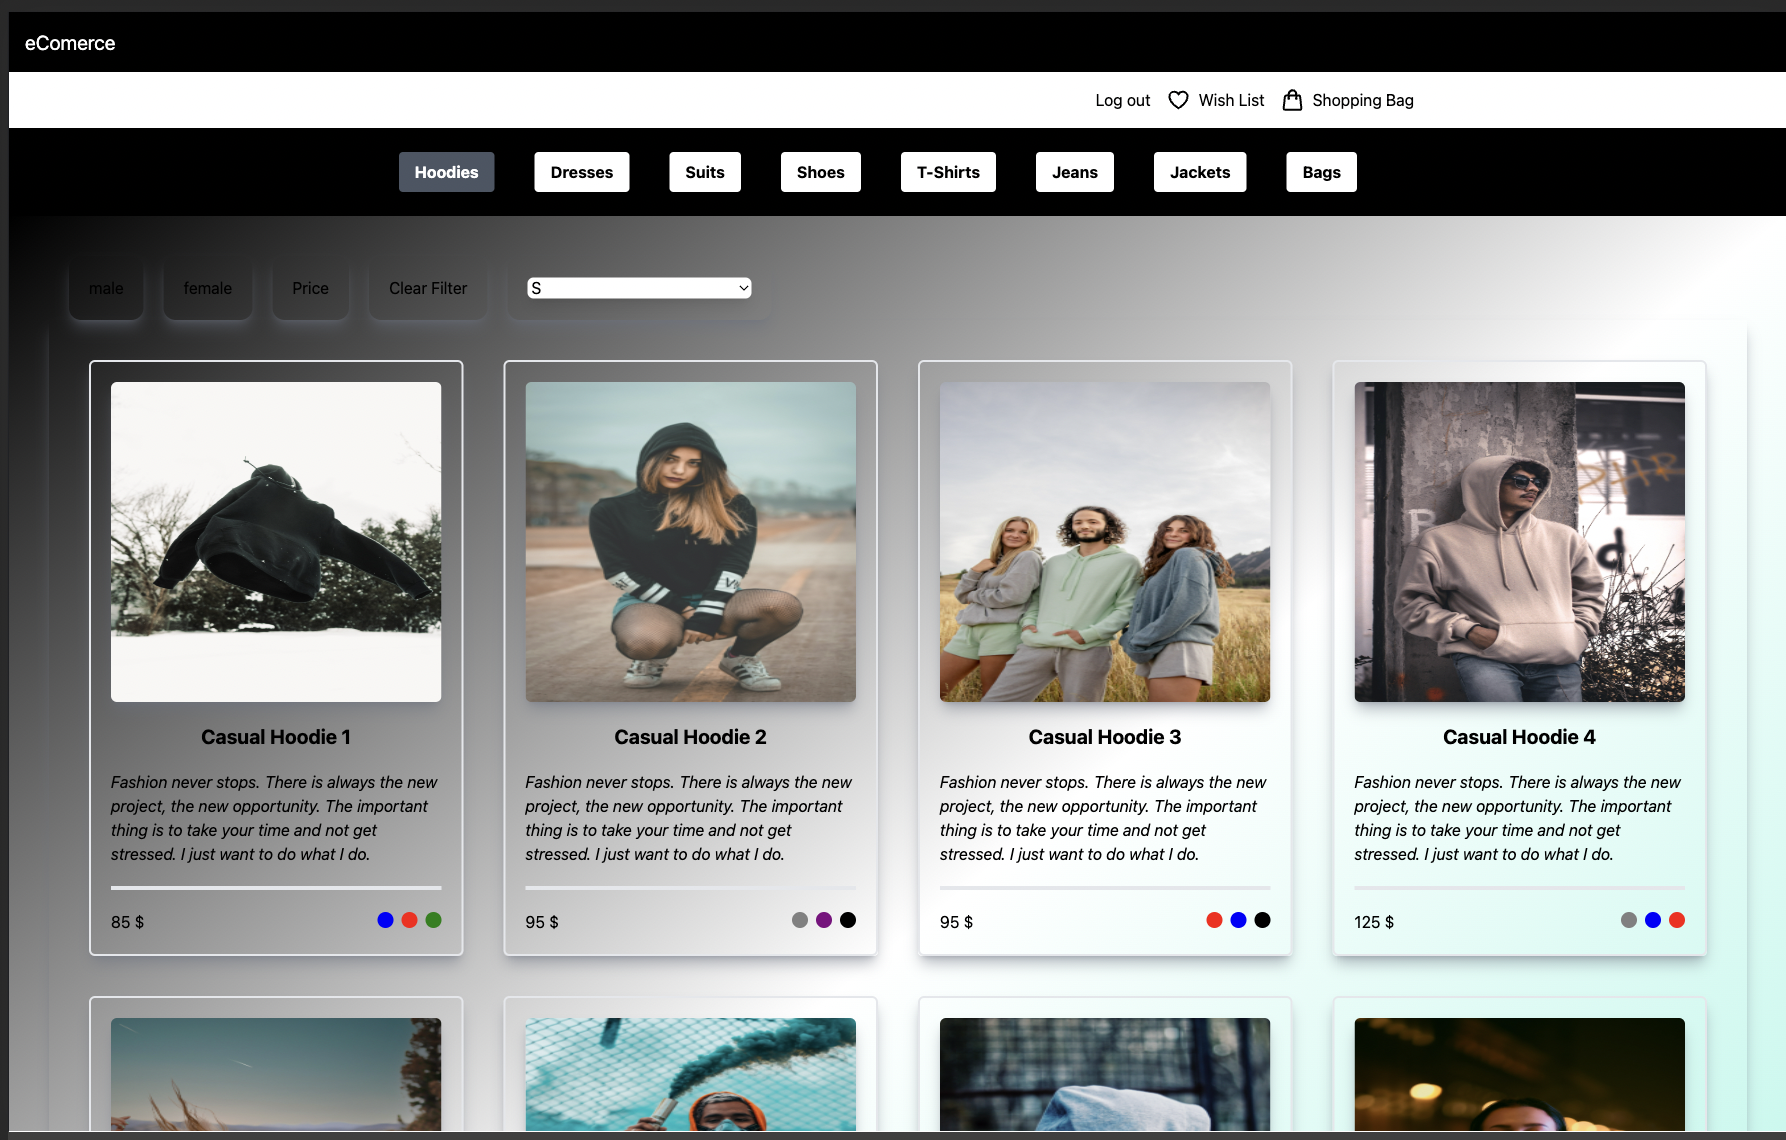 eComerce
Log out Wish List Shopping Bag
Hoodies Dresses Suits Shoes T-Shirts Jeans Jackets Bags
male female Price Clear Filter S
Casual Hoodie 1
Fashion never stops. There is always the new
project, the new opportunity. The important
thing is to take your time and not get
stressed. I just want to do what I do.
85 $
Casual Hoodie 2
Fashion never stops. There is always the new
project, the new opportunity. The important
thing is to take your time and not get
stressed. I just want to do what I do.
95 $
Casual Hoodie 3
Fashion never stops. There is always the new
project, the new opportunity. The important
thing is to take your time and not get
stressed. I just want to do what I do.
95 $
Casual Hoodie 4
Fashion never stops. There is always the new
project, the new opportunity. The important
thing is to take your time and not get
stressed. I just want to do what I do.
125 $